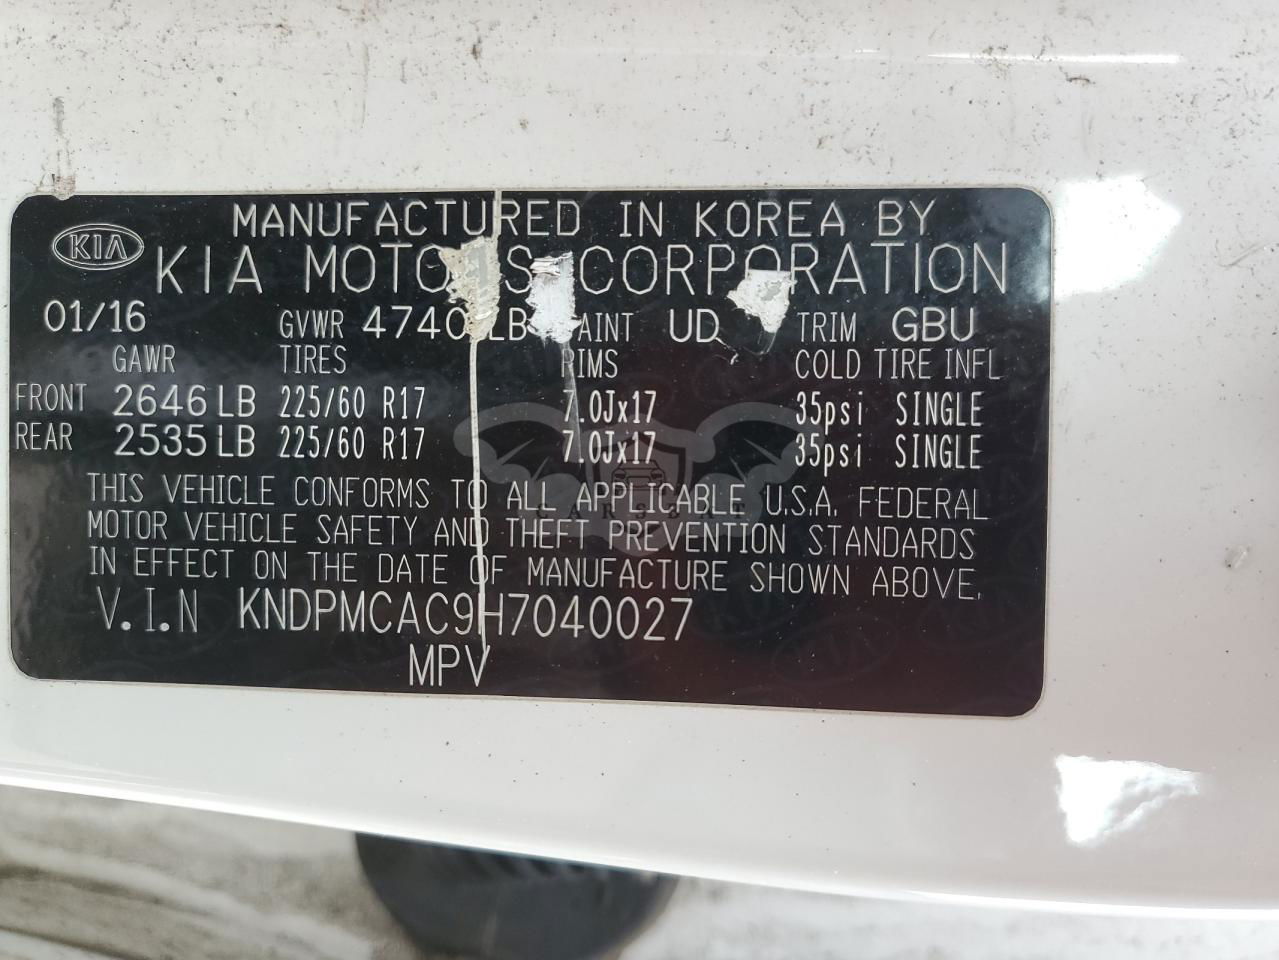 MANUFACTURED IN KOREA BY
KIA
KIA MOTORS CORPORATION
01/16 GVWR 4740 LB PAINT UD TRIM GBU
GAWR TIRES RIMS COLD TIRE INFL
FRONT 2646 LB 225/60 R17 7.0Jx17 35psi SINGLE
REAR 2535 LB 225/60 R17 7.0Jx17 35psi SINGLE
THIS VEHICLE CONFORMS TO ALL APPLICABLE U.S.A. FEDERAL
MOTOR VEHICLE SAFETY AND THEFT PREVENTION STANDARDS
IN EFFECT ON THE DATE OF MANUFACTURE SHOWN ABOVE.
V.I.N KNDPMCAC9H7040027
MPV